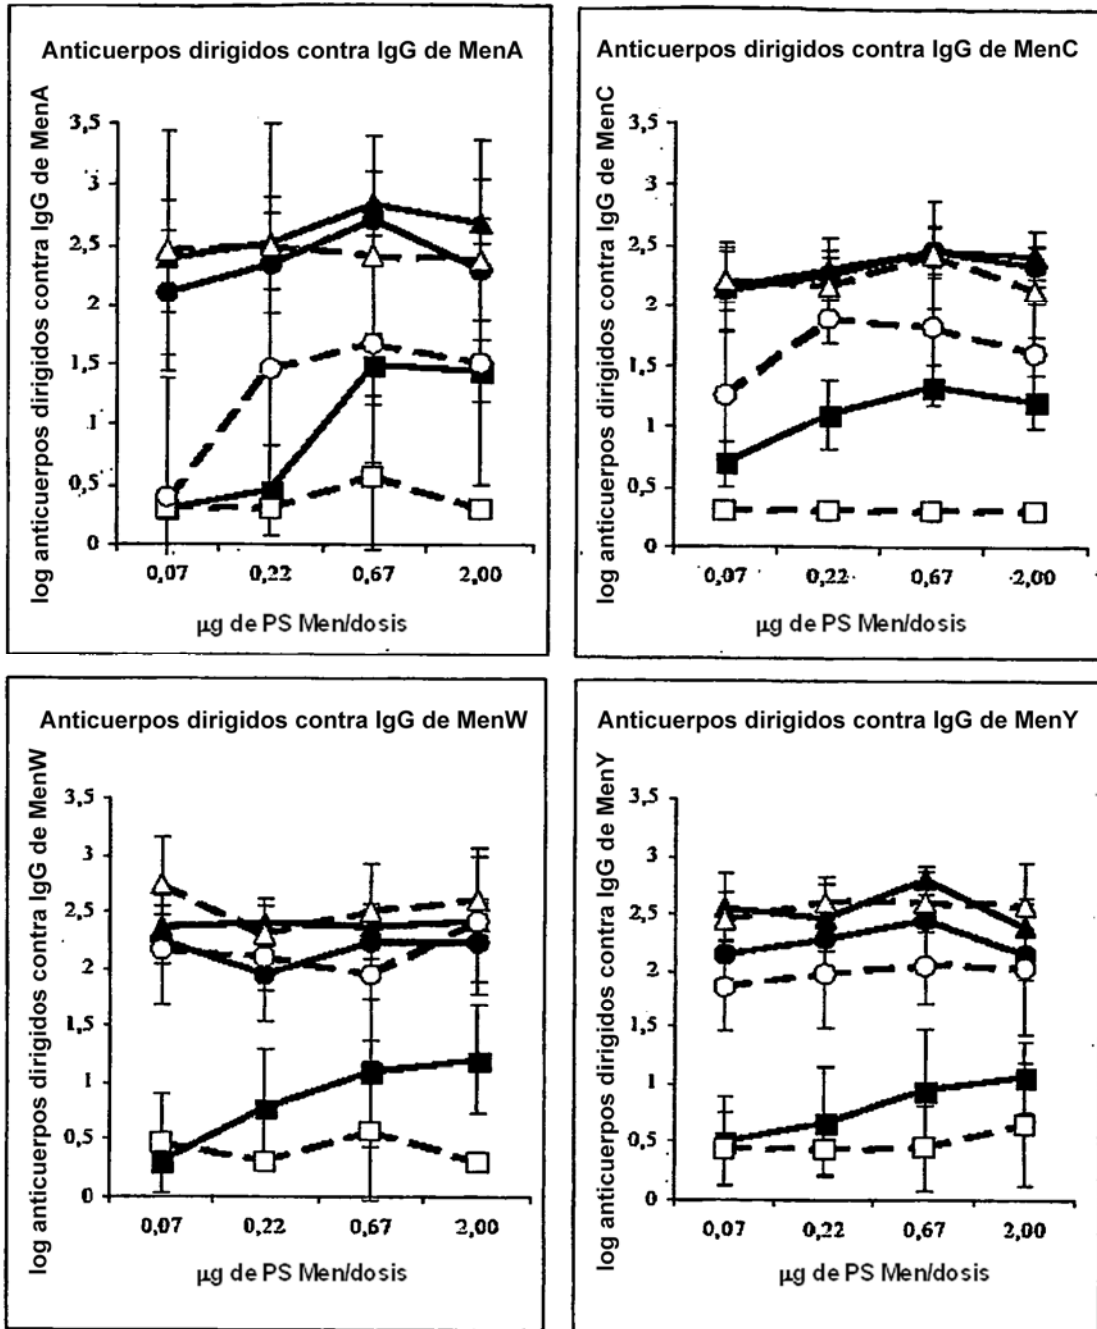 Anticuerpos dirigidos contra IgG de MenA
log anticuerpos dirigidos contra IgG de MenA
3,5
3
2,5
2
1,5
1
0,5
0
0,07 0,22 0,67 2,00
µg de PS Men/dosis
Anticuerpos dirigidos contra IgG de MenC
log anticuerpos dirigidos contra IgG de MenC
3,5
3
2,5
2
1,5
1
0,5
0
0,07 0,22 0,67 2,00
µg de PS Men/dosis
Anticuerpos dirigidos contra IgG de MenW
log anticuerpos dirigidos contra IgG de MenW
3,5
3
2,5
2
1,5
1
0,5
0
0,07 0,22 0,67 2,00
µg de PS Men/dosis
Anticuerpos dirigidos contra IgG de MenY
log anticuerpos dirigidos contra IgG de MenY
3,5
3
2,5
2
1,5
1
0,5
0
0,07 0,22 0,67 2,00
µg de PS Men/dosis